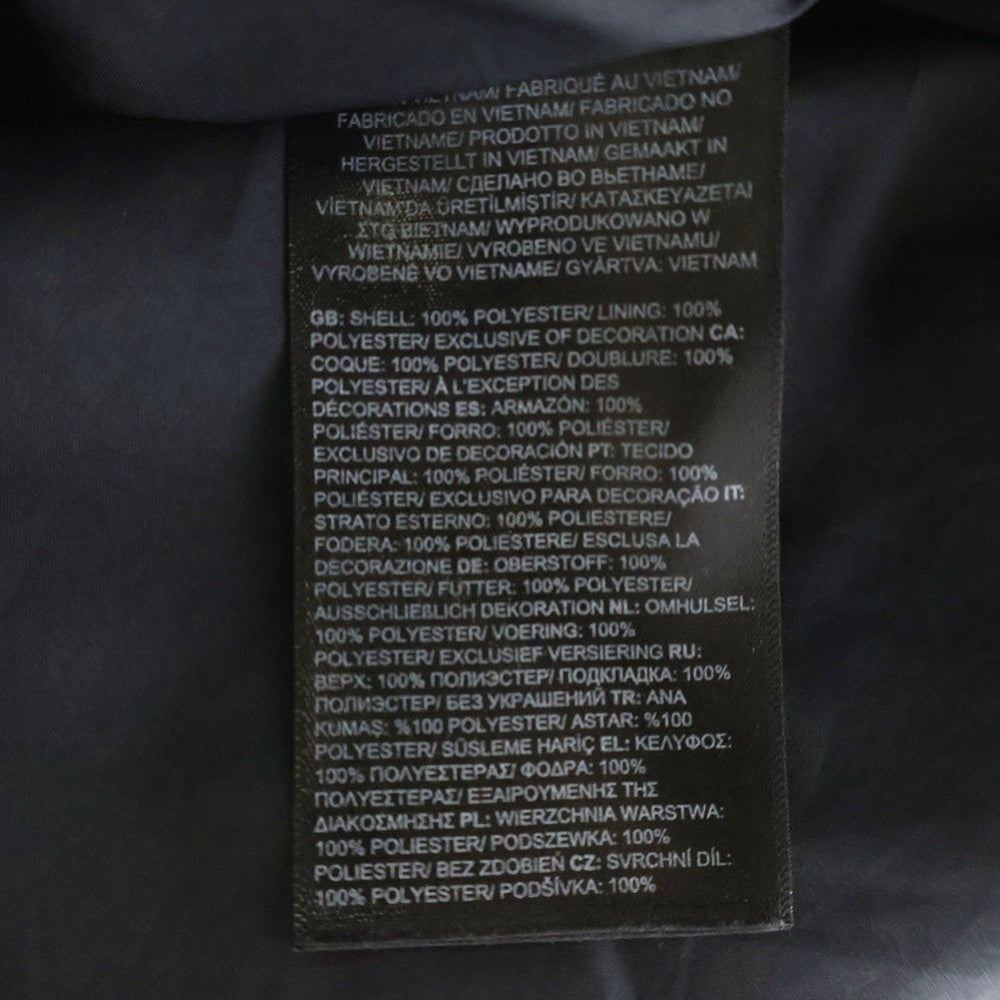 VIETNAM/ FABRIQUÉ AU VIETNAM/
FABRICADO EN VIETNAM/ FABRICADO NO
VIETNAME/ PRODOTTO IN VIETNAM/
HERGESTELLT IN VIETNAM/ GEMAAKT IN
VIETNAM/ СДЕЛАНО ВО ВЬЕТНАМЕ/
VİETNAM'DA ÜRETİLMİŞTİR/ ΚΑΤΑΣΚΕΥΑΖΕΤΑΙ
ΣΤΟ ΒΙΕΤΝΑΜ/ WYPRODUKOWANO W
WIETNAMIE/ VYROBENO VE VIETNAMU/
VYROBENÉ VO VIETNAME/ GYÁRTVA: VIETNAM
GB: SHELL: 100% POLYESTER/ LINING: 100%
POLYESTER/ EXCLUSIVE OF DECORATION CA:
COQUE: 100% POLYESTER/ DOUBLURE: 100%
POLYESTER/ À L'EXCEPTION DES
DÉCORATIONS ES: ARMAZÓN: 100%
POLIÉSTER/ FORRO: 100% POLIÉSTER/
EXCLUSIVO DE DECORACIÓN PT: TECIDO
PRINCIPAL: 100% POLIÉSTER/ FORRO: 100%
POLIÉSTER/ EXCLUSIVO PARA DECORAÇÃO IT:
STRATO ESTERNO: 100% POLIESTERE/
FODERA: 100% POLIESTERE/ ESCLUSA LA
DECORAZIONE DE: OBERSTOFF: 100%
POLYESTER/ FUTTER: 100% POLYESTER/
AUSSCHLIEßLICH DEKORATION NL: OMHULSEL:
100% POLYESTER/ VOERING: 100%
POLYESTER/ EXCLUSIEF VERSIERING RU:
ВЕРХ: 100% ПОЛИЭСТЕР/ ПОДКЛАДКА: 100%
ПОЛИЭСТЕР/ БЕЗ УКРАШЕНИЙ TR: ANA
KUMAŞ: %100 POLYESTER/ ASTAR: %100
POLYESTER/ SÜSLEME HARİÇ EL: ΚΕΛΥΦΟΣ:
100% ΠΟΛΥΕΣΤΕΡΑΣ/ ΦΟΔΡΑ: 100%
ΠΟΛΥΕΣΤΕΡΑΣ/ ΕΞΑΙΡΟΥΜΕΝΗΣ ΤΗΣ
ΔΙΑΚΟΣΜΗΣΗΣ PL: WIERZCHNIA WARSTWA:
100% POLIESTER/ PODSZEWKA: 100%
POLIESTER/ BEZ ZDOBIEŃ CZ: SVRCHNÍ DÍL:
100% POLYESTER/ PODŠÍVKA: 100%